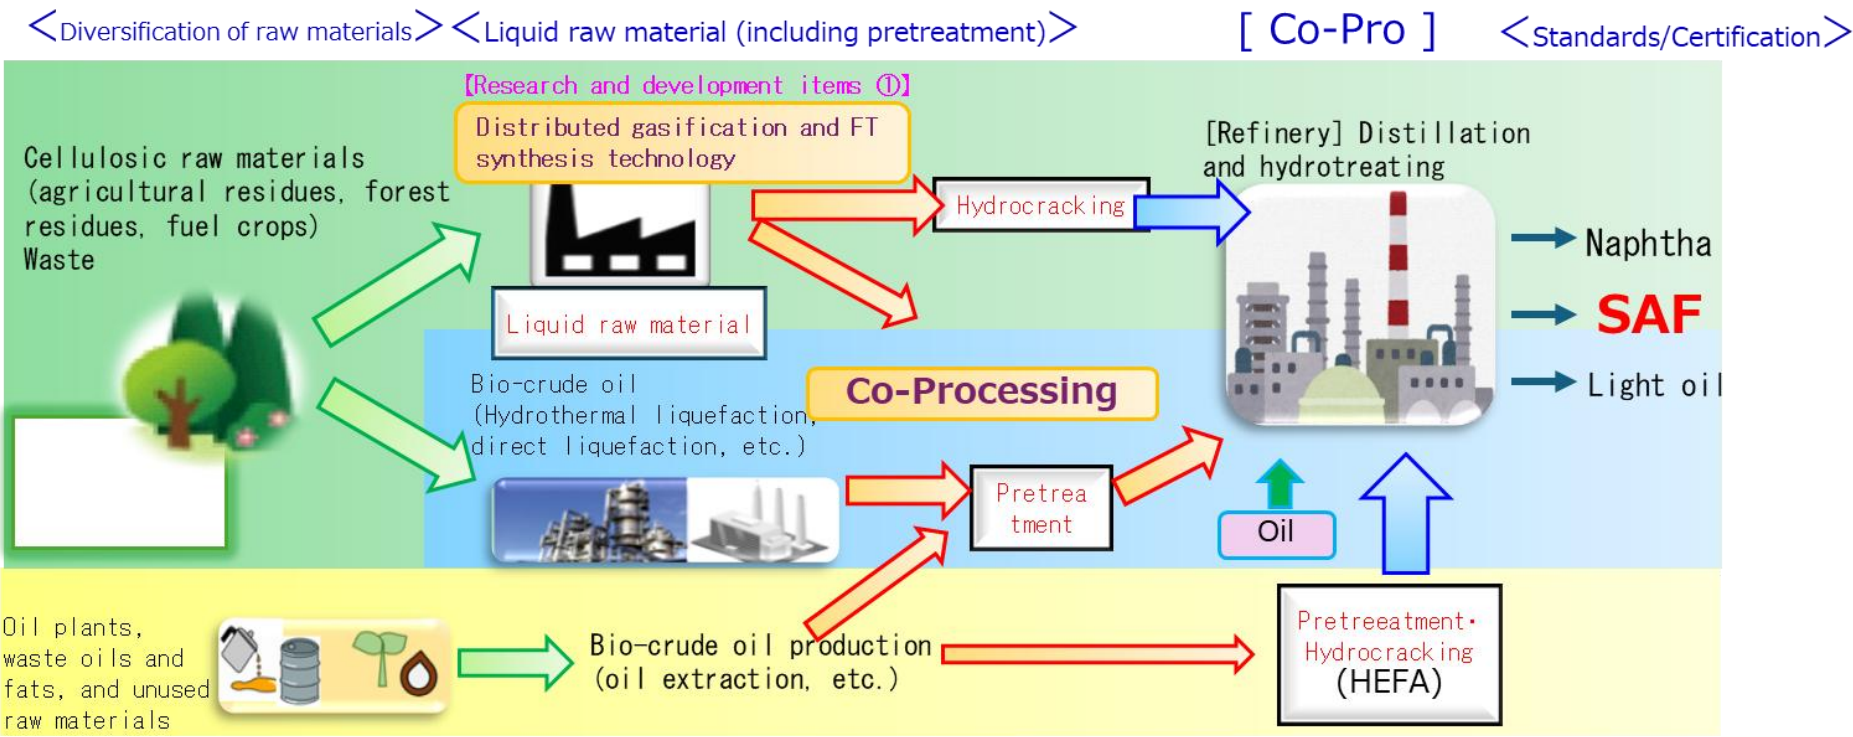 <Diversification of raw materials>
<Liquid raw material (including pretreatment)>
[ Co-Pro ]
<Standards/Certification>
【Research and development items ①】
Distributed gasification and FT
synthesis technology
Cellulosic raw materials
(agricultural residues, forest
residues, fuel crops)
Waste
[Refinery] Distillation
and hydrotreating
Hydrocracking
Liquid raw material
Naphtha
SAF
Light oil
Bio-crude oil
(Hydrothermal liquefaction,
direct liquefaction, etc.)
Co-Processing
Pretrea
tment
Oil
Oil plants,
waste oils and
fats, and unused
raw materials
Bio-crude oil production
(oil extraction, etc.)
Pretreeatment・
Hydrocracking
(HEFA)